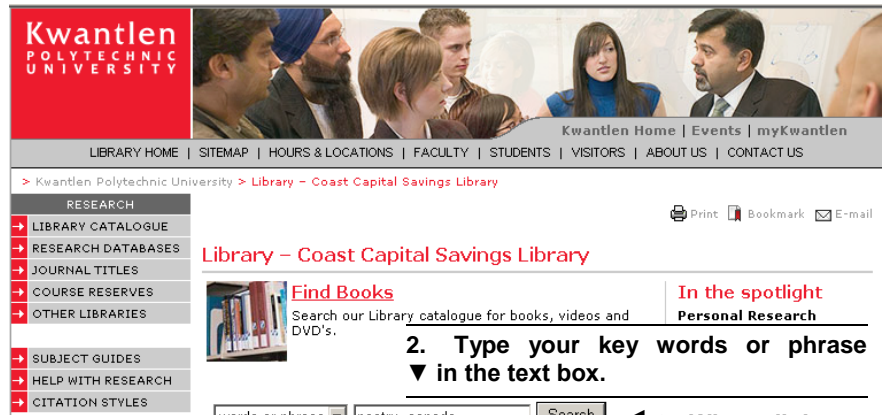 Kwantlen
POLYTECHNIC
UNIVERSITY
Kwantlen Home | Events | myKwantlen
LIBRARY HOME | SITEMAP | HOURS & LOCATIONS | FACULTY | STUDENTS | VISITORS | ABOUT US | CONTACT US
> Kwantlen Polytechnic University > Library – Coast Capital Savings Library
RESEARCH
LIBRARY CATALOGUE
RESEARCH DATABASES
JOURNAL TITLES
COURSE RESERVES
OTHER LIBRARIES
SUBJECT GUIDES
HELP WITH RESEARCH
CITATION STYLES
Print Bookmark E-mail
Library – Coast Capital Savings Library
Find Books
Search our Library catalogue for books, videos and
DVD's.
In the spotlight
Personal Research
2. Type your key words or phrase
▼ in the text box.
words or phrase Search